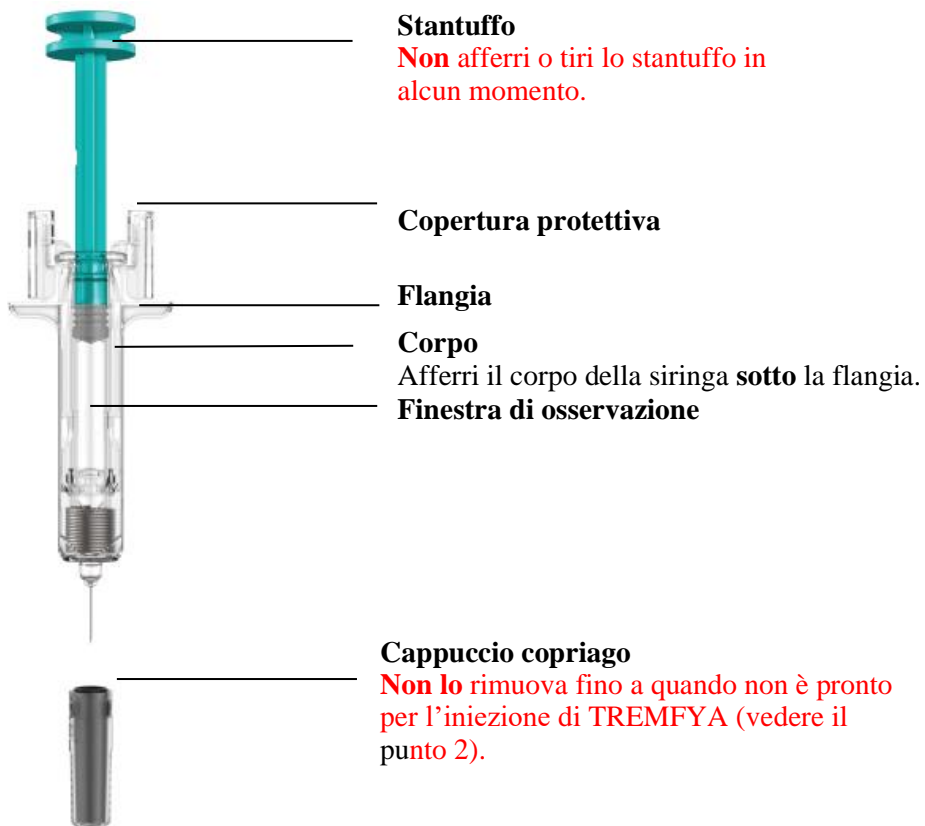 Stantuffo
Non afferri o tiri lo stantuffo in
alcun momento.
Copertura protettiva
Flangia
Corpo
Afferri il corpo della siringa sotto la flangia.
Finestra di osservazione
Cappuccio copriago
Non lo rimuova fino a quando non è pronto
per l’iniezione di TREMFYA (vedere il
punto 2).